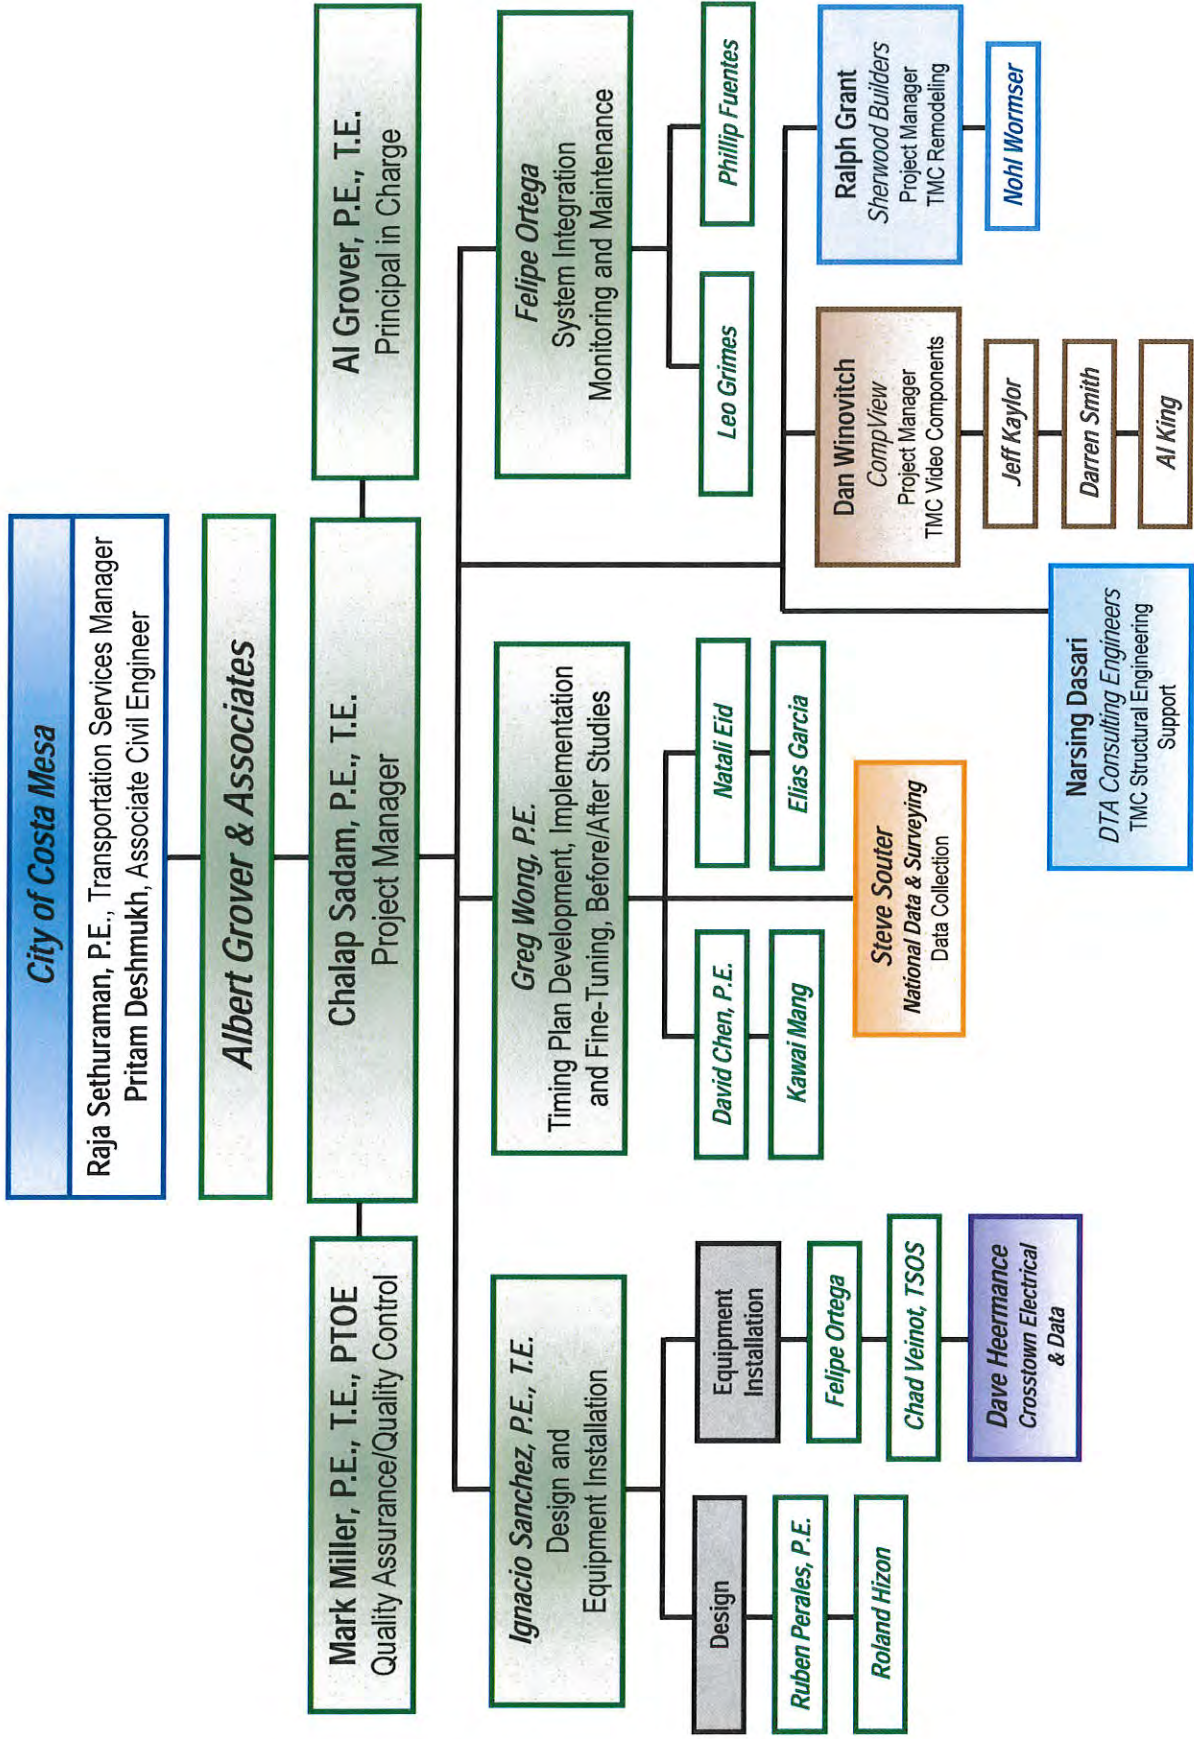 City of Costa Mesa
Raja Sethuraman, P.E., Transportation Services Manager
Pritam Deshmukh, Associate Civil Engineer
Albert Grover & Associates
Mark Miller, P.E., T.E., PTOE
Quality Assurance/Quality Control
Chalap Sadam, P.E., T.E.
Project Manager
Al Grover, P.E., T.E.
Principal in Charge
Ignacio Sanchez, P.E., T.E.
Design and
Equipment Installation
Design
Ruben Perales, P.E.
Roland Hizon
Equipment
Installation
Felipe Ortega
Chad Veinot, TSOS
Dave Heermance
Crosstown Electrical
& Data
Greg Wong, P.E.
Timing Plan Development, Implementation
and Fine-Tuning, Before/After Studies
David Chen, P.E.
Kawai Mang
Natali Eid
Elias Garcia
Steve Souter
National Data & Surveying
Data Collection
Felipe Ortega
System Integration
Monitoring and Maintenance
Leo Grimes
Phillip Fuentes
Narsing Dasari
DTA Consulting Engineers
TMC Structural Engineering
Support
Dan Winovitch
CompView
Project Manager
TMC Video Components
Jeff Kaylor
Darren Smith
Al King
Ralph Grant
Sherwood Builders
Project Manager
TMC Remodeling
Nohl Wormser